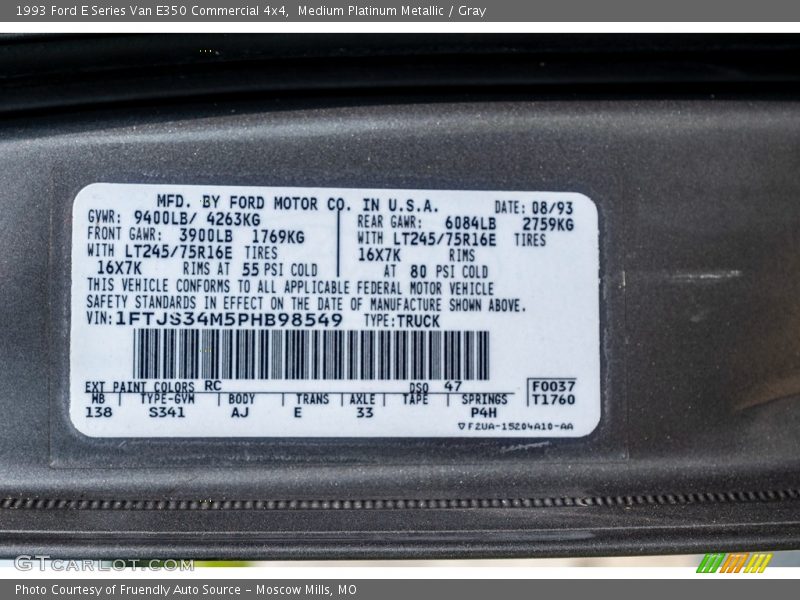 1993 Ford E Series Van E350 Commercial 4x4, Medium Platinum Metallic / Gray
MFD. BY FORD MOTOR CO. IN U.S.A.
DATE: 08/93
GVWR: 9400LB/ 4263KG
REAR GAWR: 6084LB 2759KG
FRONT GAWR: 3900LB 1769KG
WITH LT245/75R16E TIRES
WITH LT245/75R16E TIRES
16X7K RIMS
16X7K RIMS AT 55 PSI COLD
AT 80 PSI COLD
THIS VEHICLE CONFORMS TO ALL APPLICABLE FEDERAL MOTOR VEHICLE
SAFETY STANDARDS IN EFFECT ON THE DATE OF MANUFACTURE SHOWN ABOVE.
VIN: 1FTJS34M5PHB98549 TYPE: TRUCK
EXT PAINT COLORS RC DSO 47 F0037
WB TYPE-GVM BODY TRANS AXLE TAPE SPRINGS T1760
138 S341 AJ E 33 P4H
F2UA-15204A10-AA
GTCARLOT.COM
Photo Courtesy of Fruendly Auto Source - Moscow Mills, MO